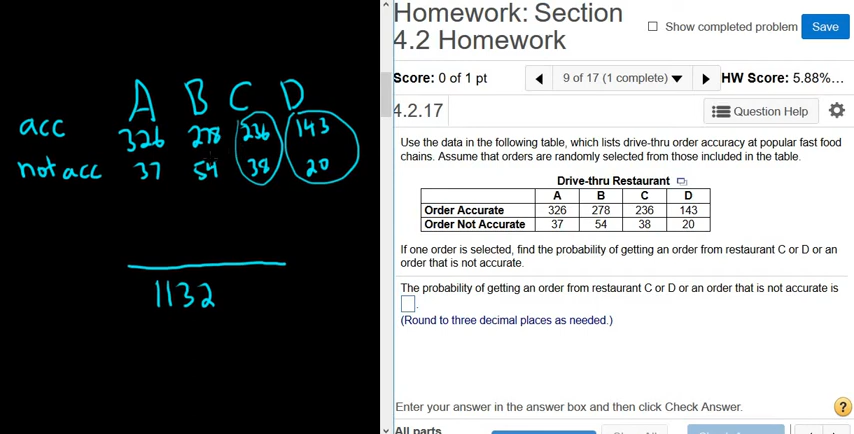 A B C D
acc 326 278 236 143
not acc 37 54 38 20
1132
Homework: Section
4.2 Homework
Show completed problem
Save
Score: 0 of 1 pt
9 of 17 (1 complete)
HW Score: 5.88%...
4.2.17
Question Help
Use the data in the following table, which lists drive-thru order accuracy at popular fast food
chains. Assume that orders are randomly selected from those included in the table.
Drive-thru Restaurant
A B C D
Order Accurate 326 278 236 143
Order Not Accurate 37 54 38 20
If one order is selected, find the probability of getting an order from restaurant C or D or an
order that is not accurate.
The probability of getting an order from restaurant C or D or an order that is not accurate is
.
(Round to three decimal places as needed.)
Enter your answer in the answer box and then click Check Answer.
?
All parts